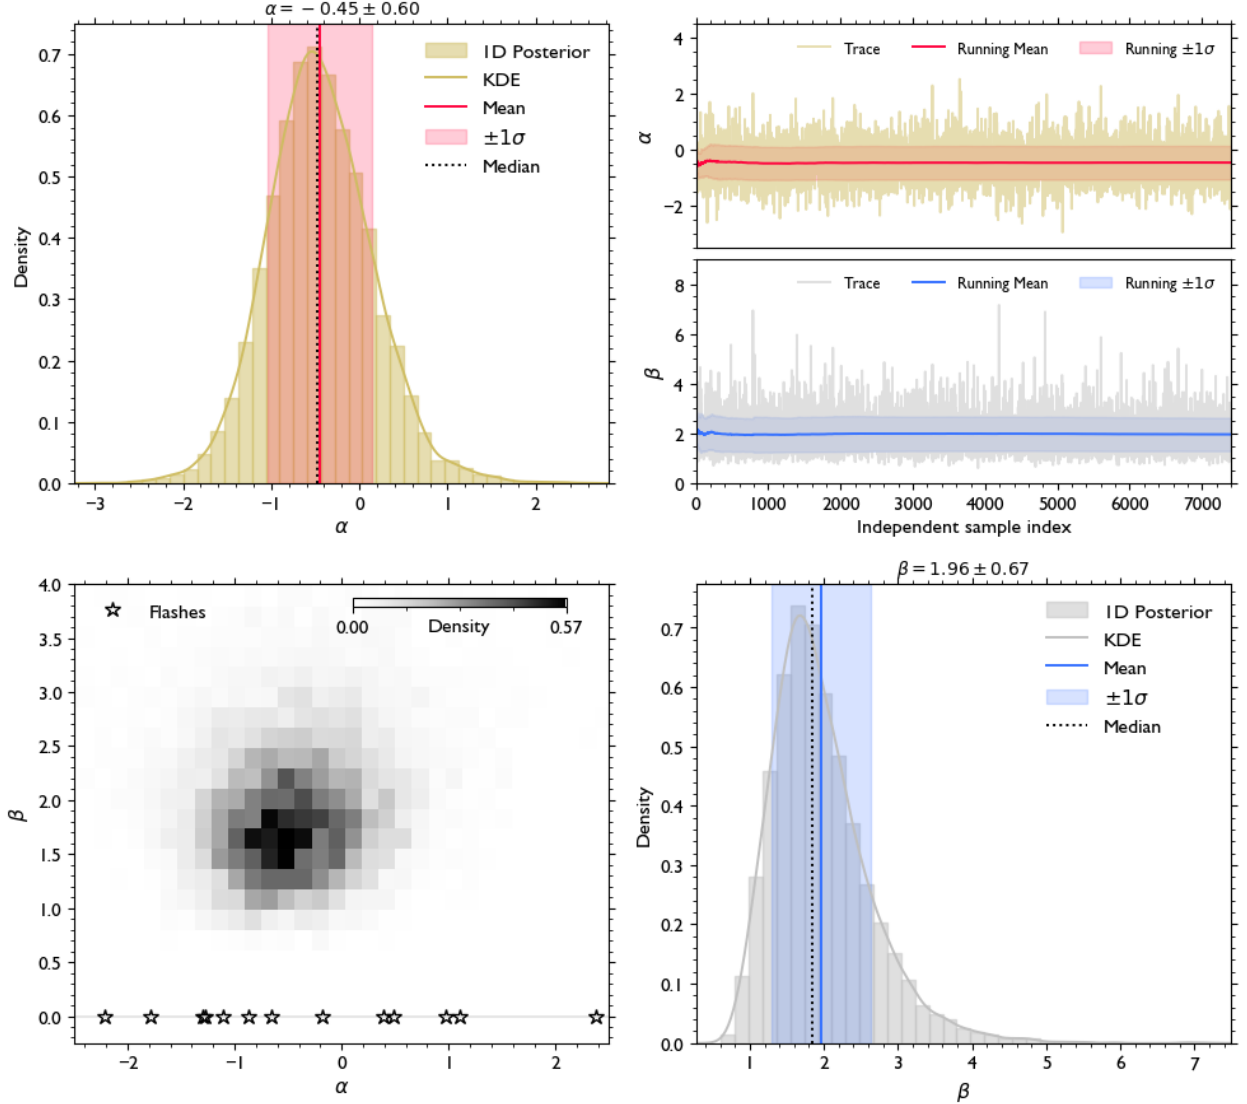 α = − 0.45 ± 0.60
0.7
0.6
0.5
0.4
0.3
0.2
0.1
0.0
Density
1D Posterior
KDE
Mean
±1σ
Median
−3 −2 −1 0 1 2
α
4
2
0
−2
α
Trace Running Mean Running ±1σ
8
6
4
2
0
β
Trace Running Mean Running ±1σ
0 1000 2000 3000 4000 5000 6000 7000
Independent sample index
4.0
3.5
3.0
2.5
2.0
1.5
1.0
0.5
0.0
β
Flashes
0.00 Density 0.57
−2 −1 0 1 2
α
β = 1.96 ± 0.67
0.7
0.6
0.5
0.4
0.3
0.2
0.1
0.0
Density
1D Posterior
KDE
Mean
±1σ
Median
1 2 3 4 5 6 7
β